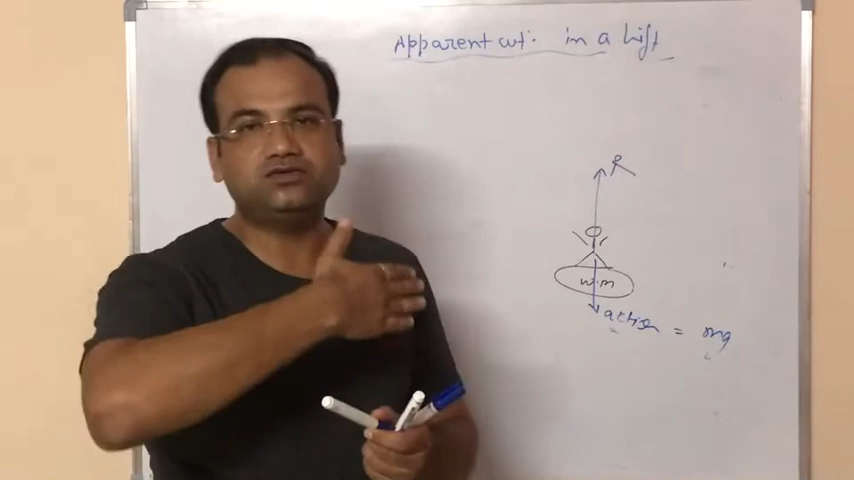 Apparent wt. in a Lift
R
w.m
action = mg